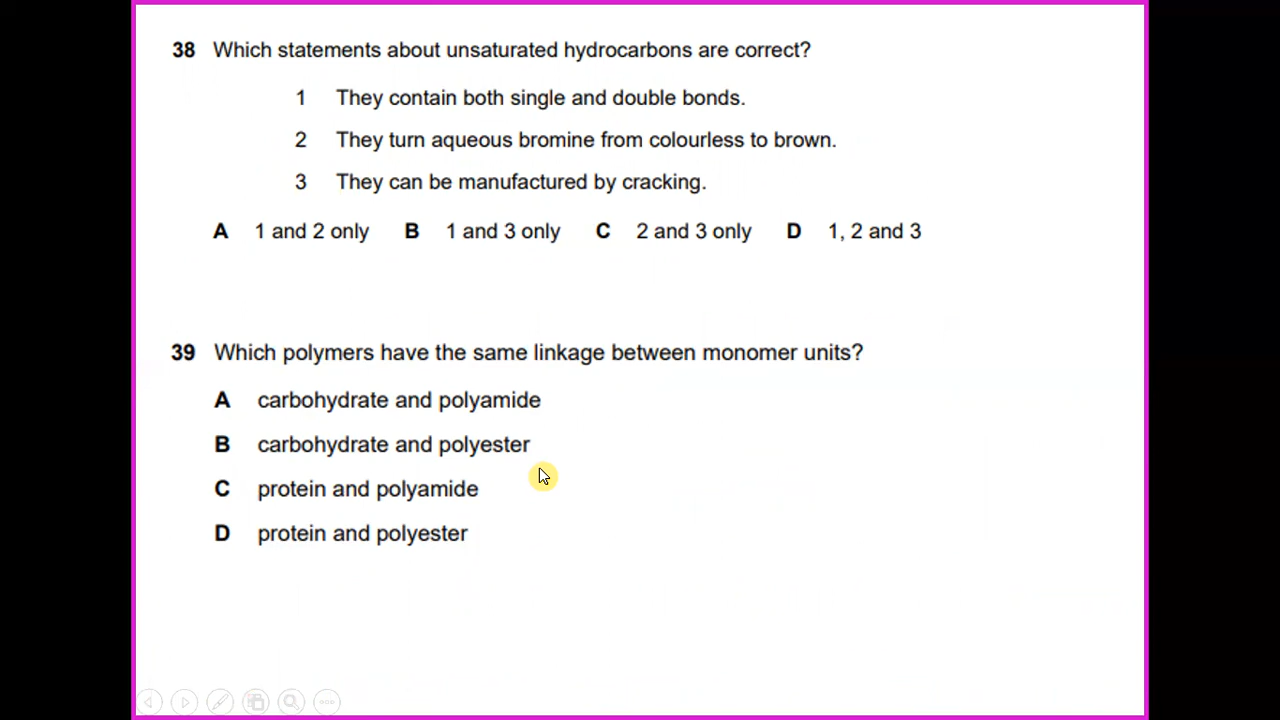 38 Which statements about unsaturated hydrocarbons are correct?
1 They contain both single and double bonds.
2 They turn aqueous bromine from colourless to brown.
3 They can be manufactured by cracking.
A 1 and 2 only B 1 and 3 only C 2 and 3 only D 1, 2 and 3
39 Which polymers have the same linkage between monomer units?
A carbohydrate and polyamide
B carbohydrate and polyester
C protein and polyamide
D protein and polyester